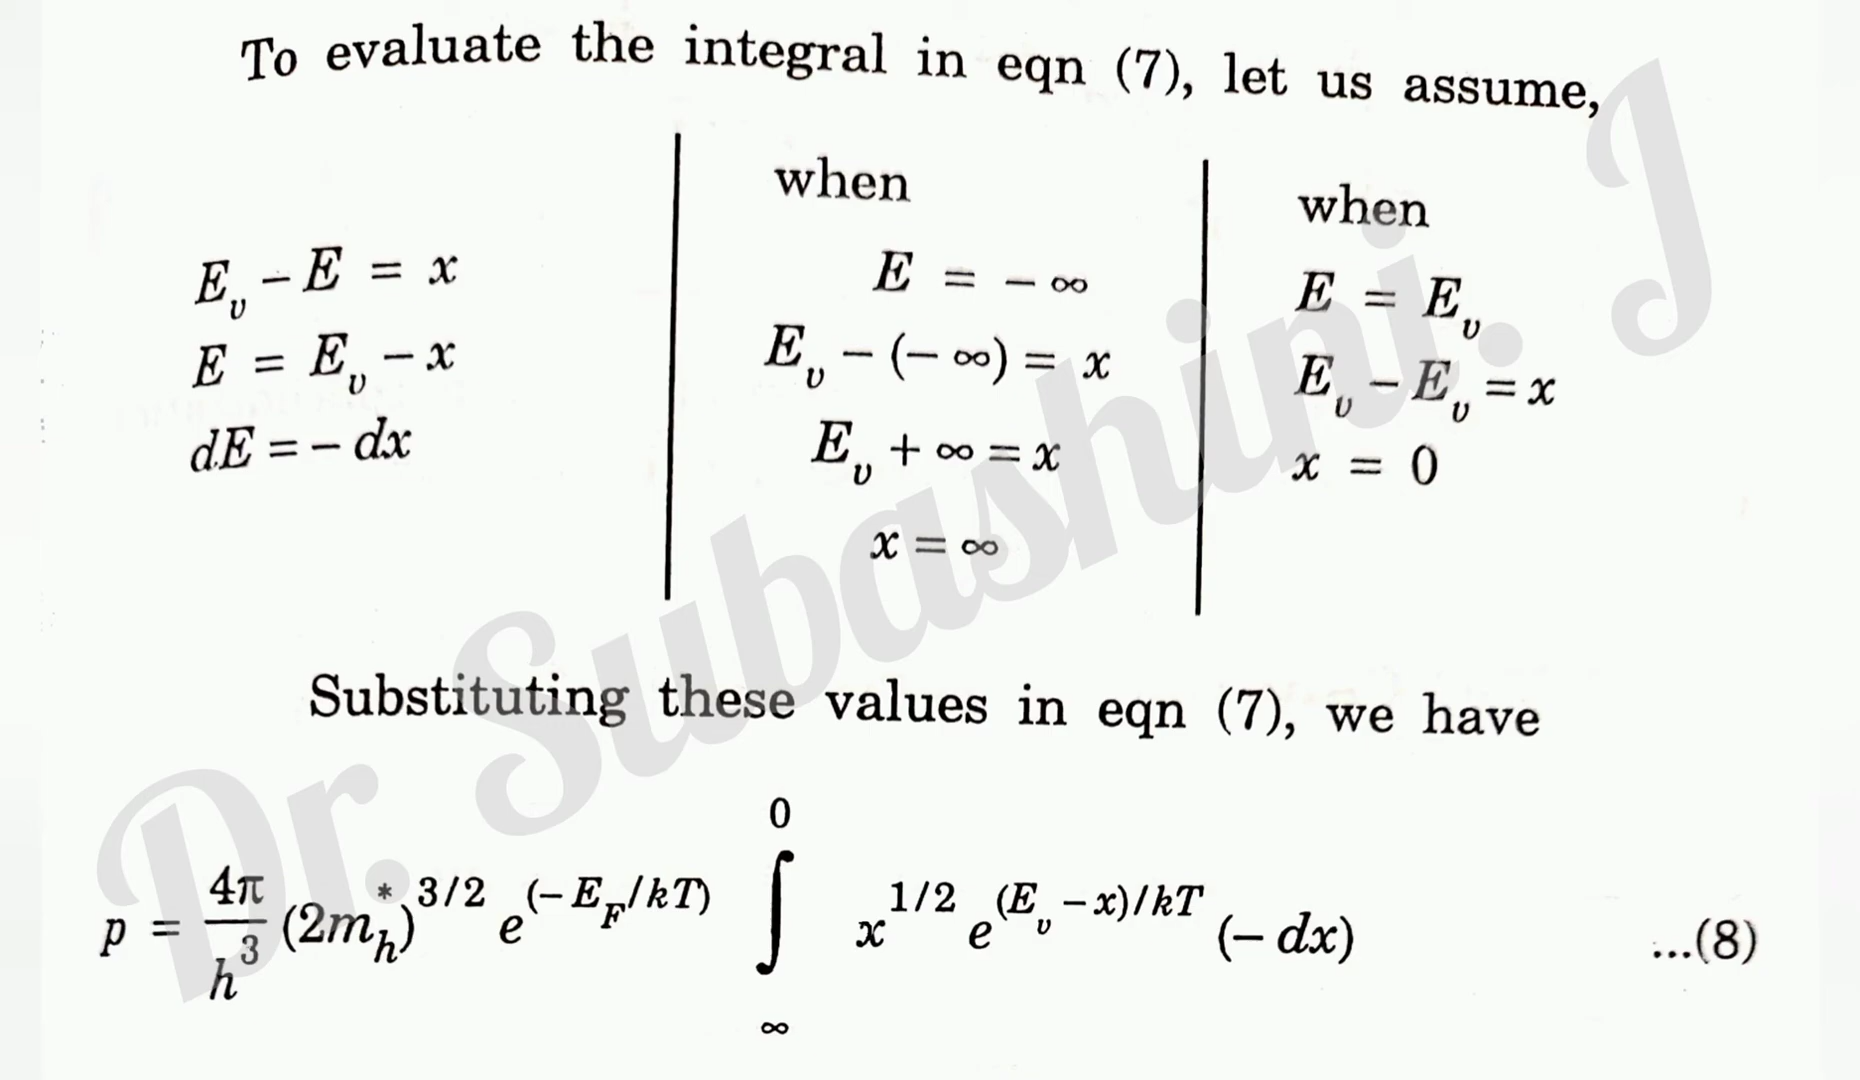 To evaluate the integral in eqn (7), let us assume,
E_v − E = x
E = E_v − x
dE = − dx
when
E = − ∞
E_v − (− ∞) = x
E_v + ∞ = x
x = ∞
when
E = E_v
E_v − E_v = x
x = 0
Substituting these values in eqn (7), we have
p = 4π/h^3 (2m_h^*)^3/2 e^(− E_F/kT) ∫_∞^0 x^1/2 e^(E_v − x)/kT (− dx) ...(8)
Dr. Subashini. J